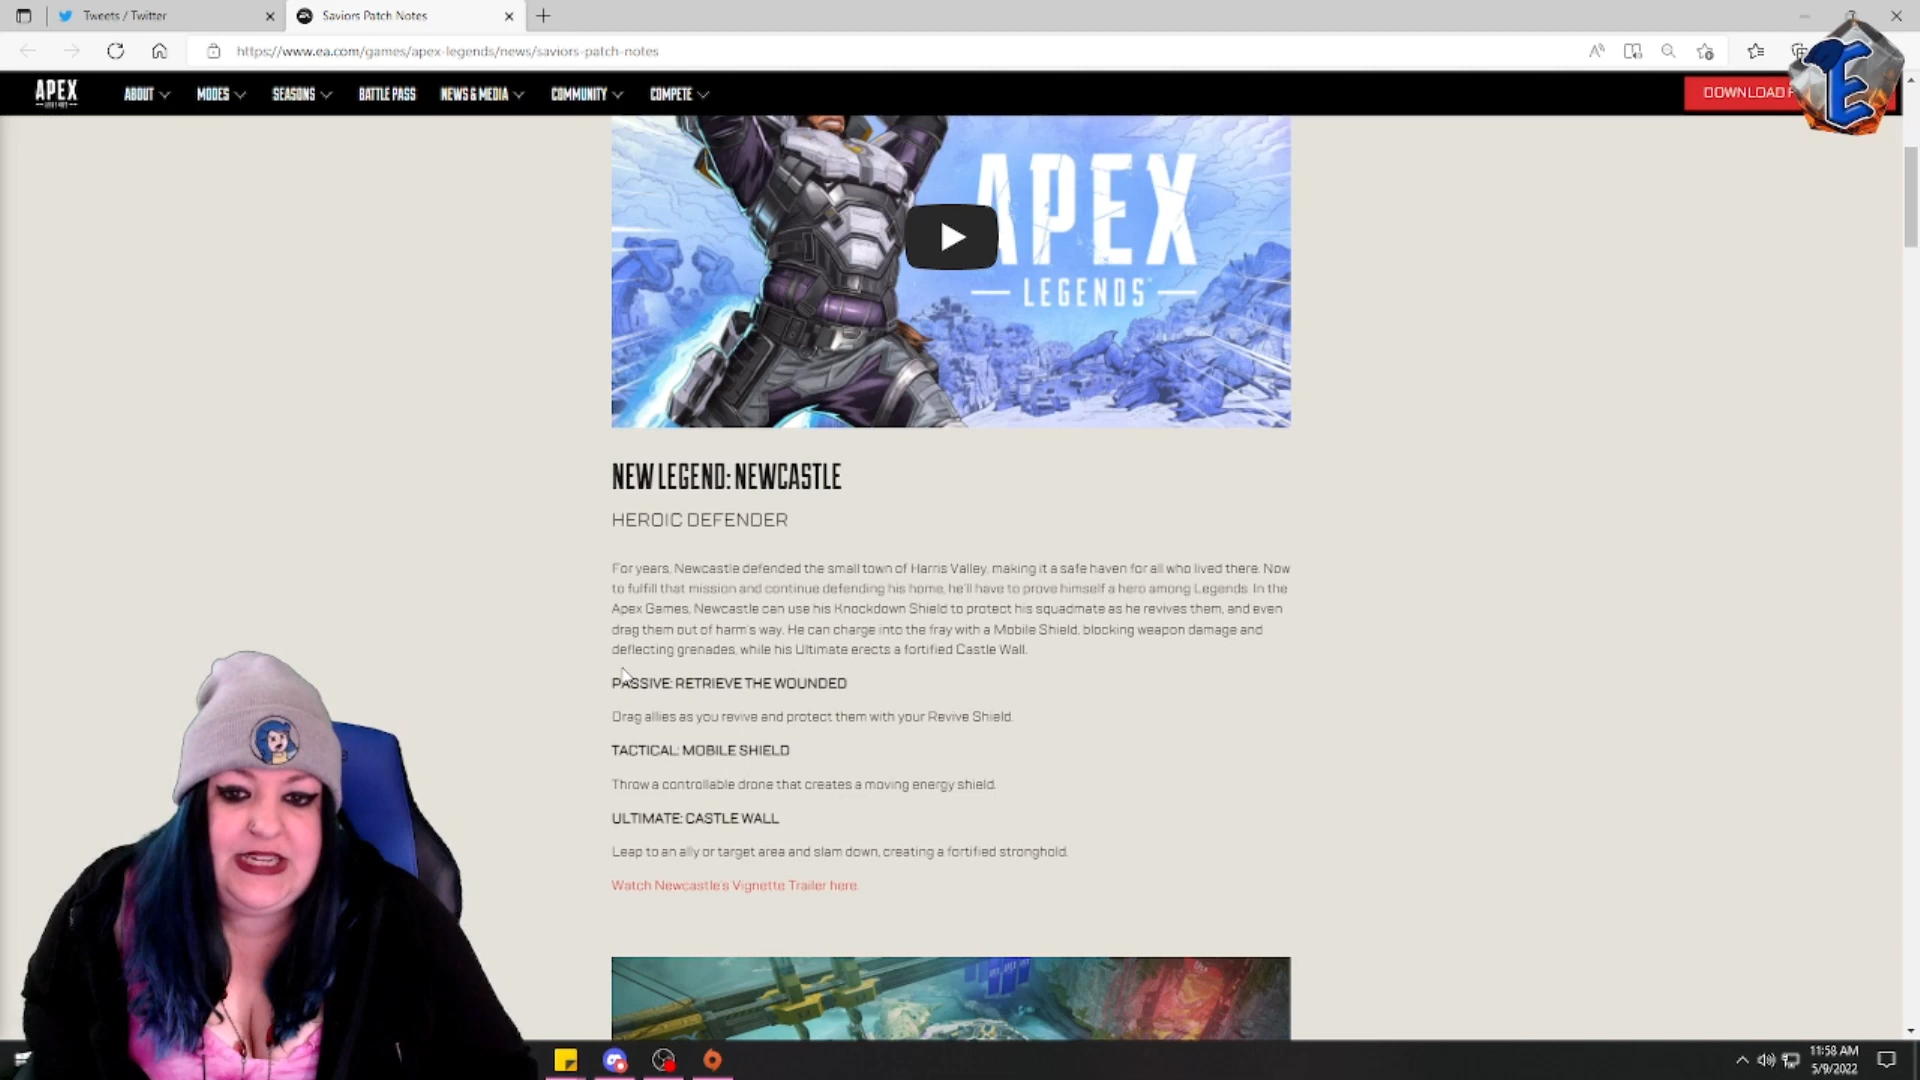 Tweets / Twitter
Saviors Patch Notes
https://www.ea.com/games/apex-legends/news/saviors-patch-notes
APEX
ABOUT
MODES
SEASONS
BATTLE PASS
NEWS & MEDIA
COMMUNITY
COMPETE
DOWNLOAD
E
APEX
LEGENDS
NEW LEGEND: NEWCASTLE
HEROIC DEFENDER
For years, Newcastle defended the small town of Harris Valley, making it a safe haven for all who lived there. Now
to fulfill that mission and continue defending his home, he'll have to prove himself a hero among Legends. In the
Apex Games, Newcastle can use his Knockdown Shield to protect his squadmate as he revives them, and even
drag them out of harm's way. He can charge into the fray with a Mobile Shield, blocking weapon damage and
deflecting grenades, while his Ultimate erects a fortified Castle Wall.
PASSIVE: RETRIEVE THE WOUNDED
Drag allies as you revive and protect them with your Revive Shield.
TACTICAL: MOBILE SHIELD
Throw a controllable drone that creates a moving energy shield.
ULTIMATE: CASTLE WALL
Leap to an ally or target area and slam down, creating a fortified stronghold.
Watch Newcastle's Vignette Trailer here.
11:58 AM
5/9/2022